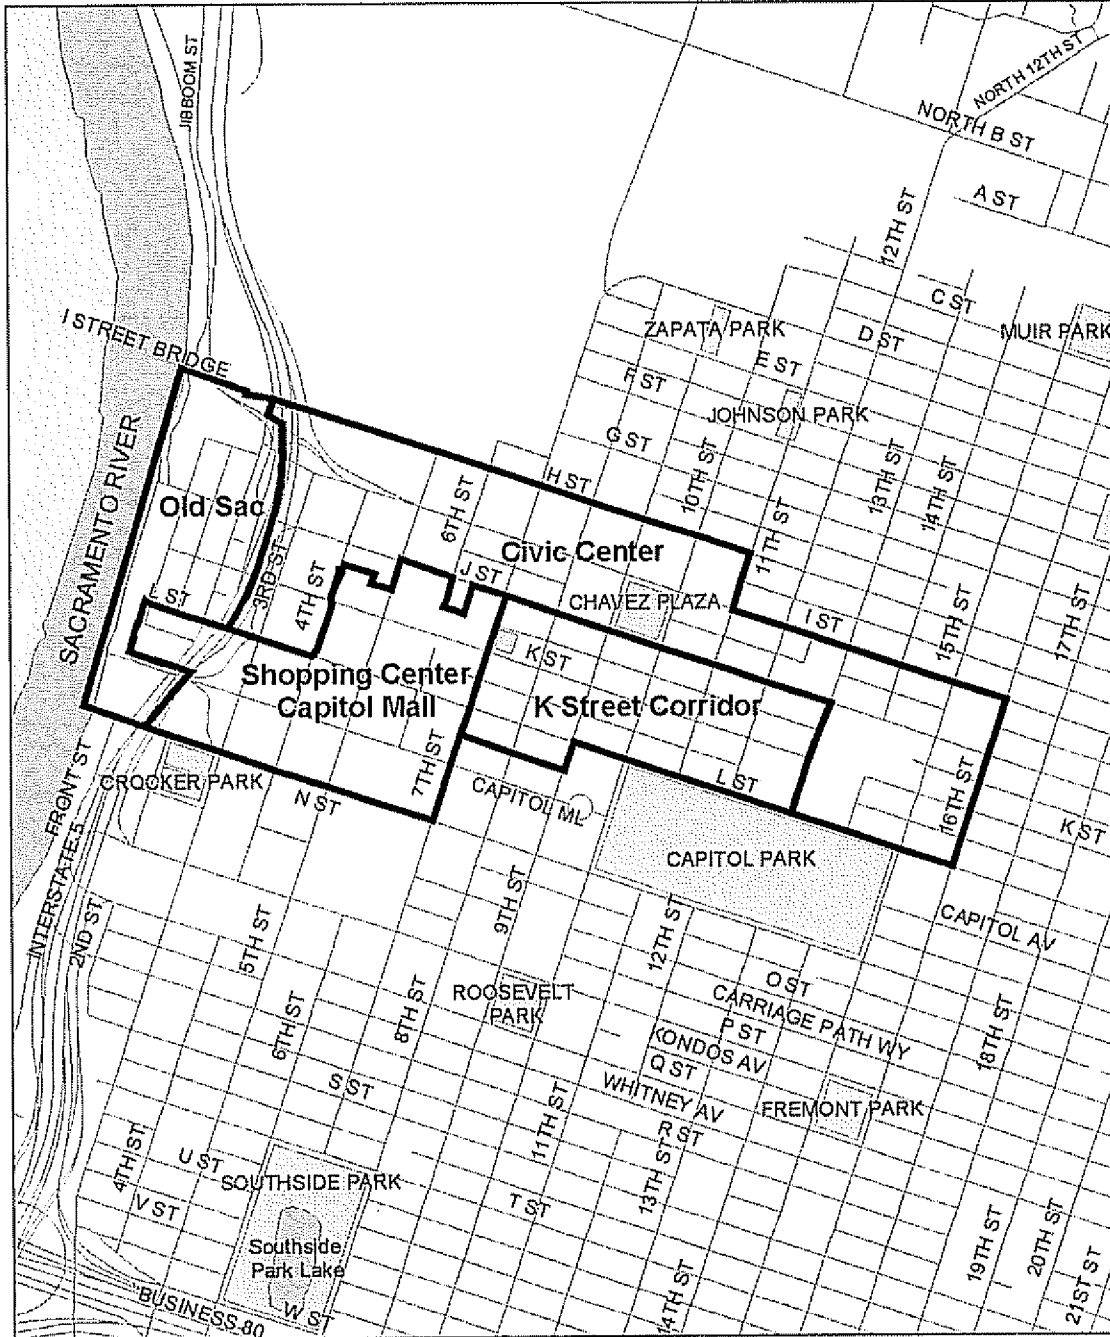 JIBBOOM ST
NORTH 12TH ST
NORTH B ST
A ST
12TH ST
C ST
I STREET BRIDGE
ZAPATA PARK
D ST
MUIR PARK
E ST
F ST
JOHNSON PARK
G ST
10TH ST
SACRAMENTO RIVER
H ST
13TH ST
14TH ST
6TH ST
11TH ST
Old Sac
Civic Center
3RD ST
J ST
4TH ST
CHAVEZ PLAZA
I ST
15TH ST
17TH ST
L ST
Shopping Center
Capitol Mall
K ST
K Street Corridor
CROCKER PARK
7TH ST
L ST
16TH ST
FRONT ST
N ST
CAPITOL ML
K ST
CAPITOL PARK
INTERSTATE 5
2ND ST
5TH ST
9TH ST
12TH ST
CAPITOL AV
6TH ST
8TH ST
ROOSEVELT
PARK
O ST
CARRIAGE PATH WY
P ST
KONDOS AV
Q ST
18TH ST
S ST
WHITNEY AV
FREMONT PARK
R ST
11TH ST
4TH ST
U ST
SOUTHSIDE PARK
13TH ST
V ST
T ST
Southside
Park Lake
19TH ST
20TH ST
21ST ST
14TH ST
W ST
BUSINESS 80